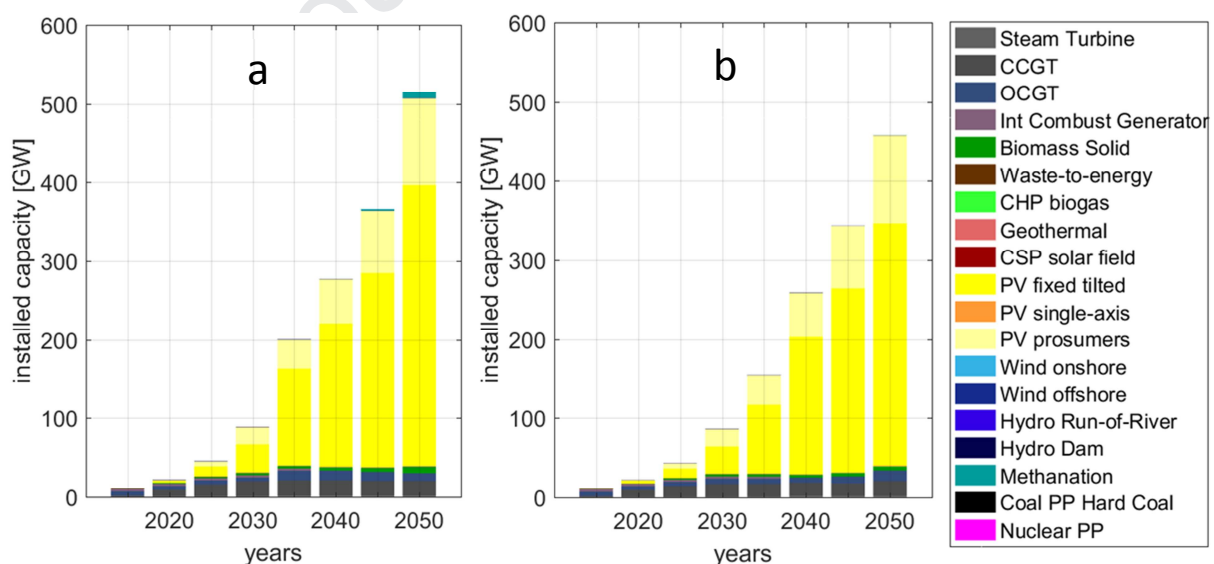 600
500
400
300
200
100
0
installed capacity [GW]
a
2020
2030
2040
2050
years
600
500
400
300
200
100
0
installed capacity [GW]
b
2020
2030
2040
2050
years
Steam Turbine
CCGT
OCGT
Int Combust Generator
Biomass Solid
Waste-to-energy
CHP biogas
Geothermal
CSP solar field
PV fixed tilted
PV single-axis
PV prosumers
Wind onshore
Wind offshore
Hydro Run-of-River
Hydro Dam
Methanation
Coal PP Hard Coal
Nuclear PP